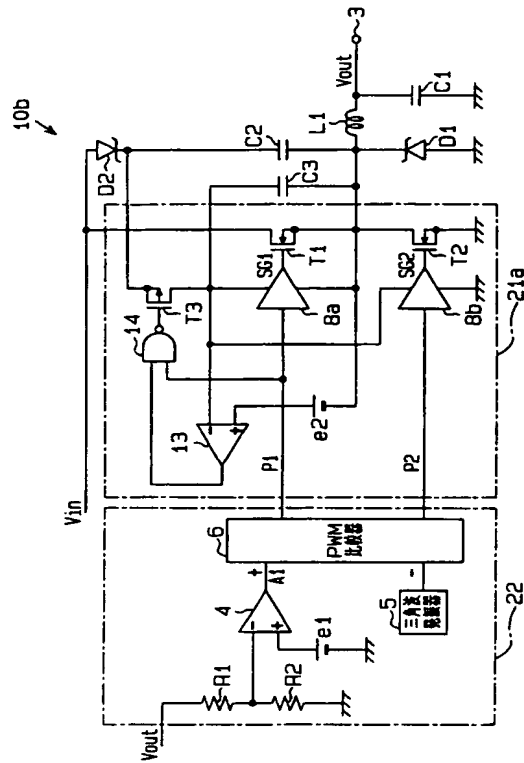 10b
Vin
D2
C2
C3
L1
Vout
3
C1
D1
14
T3
13
e2
SG1
8a
T1
SG2
8b
T2
P1
P2
21a
6
PWM
比較器
A1
+
-
4
-
+
e1
5
三角波
発振器
R1
R2
Vout
22
-
+